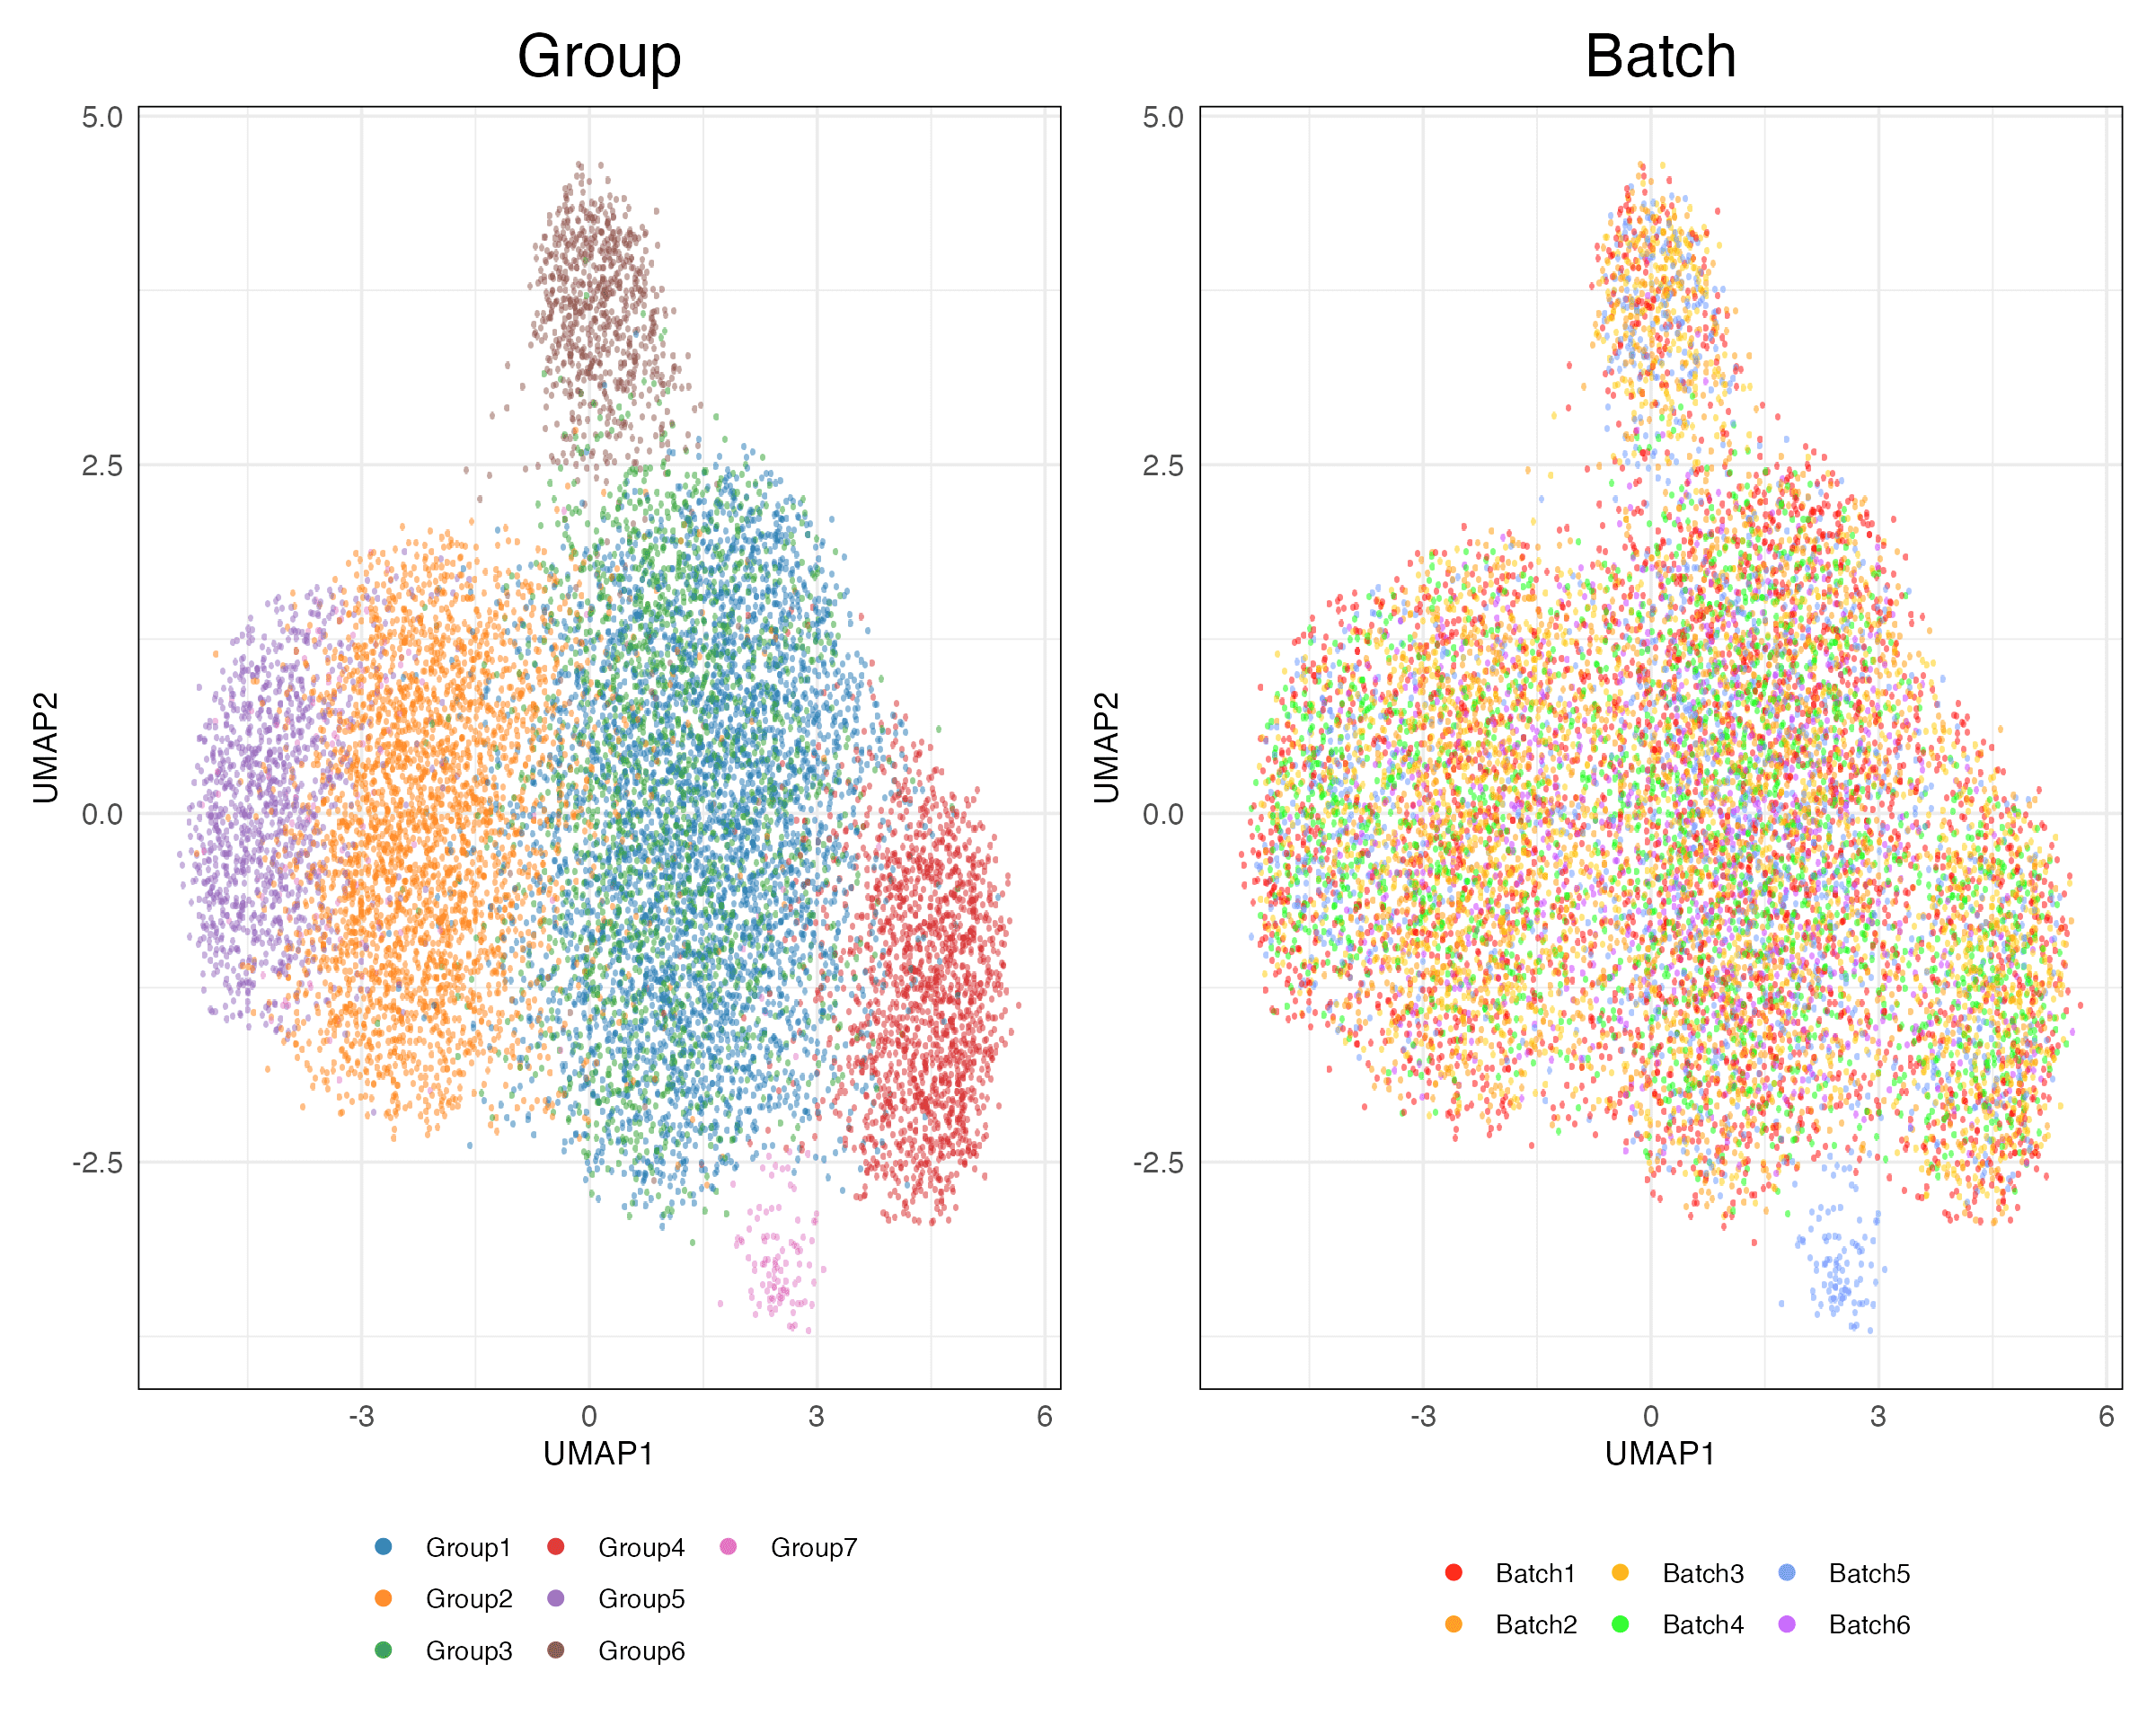 Group
5.0
2.5
0.0
-2.5
UMAP2
-3 0 3 6
UMAP1
Group1 Group4 Group7
Group2 Group5
Group3 Group6
Batch
5.0
2.5
0.0
-2.5
UMAP2
-3 0 3 6
UMAP1
Batch1 Batch3 Batch5
Batch2 Batch4 Batch6